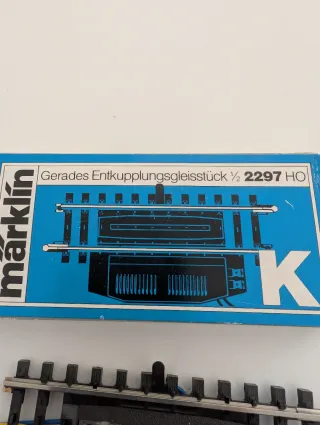 märklin
Gerades Entkupplungsgleisstück ½ 2297 HO
K